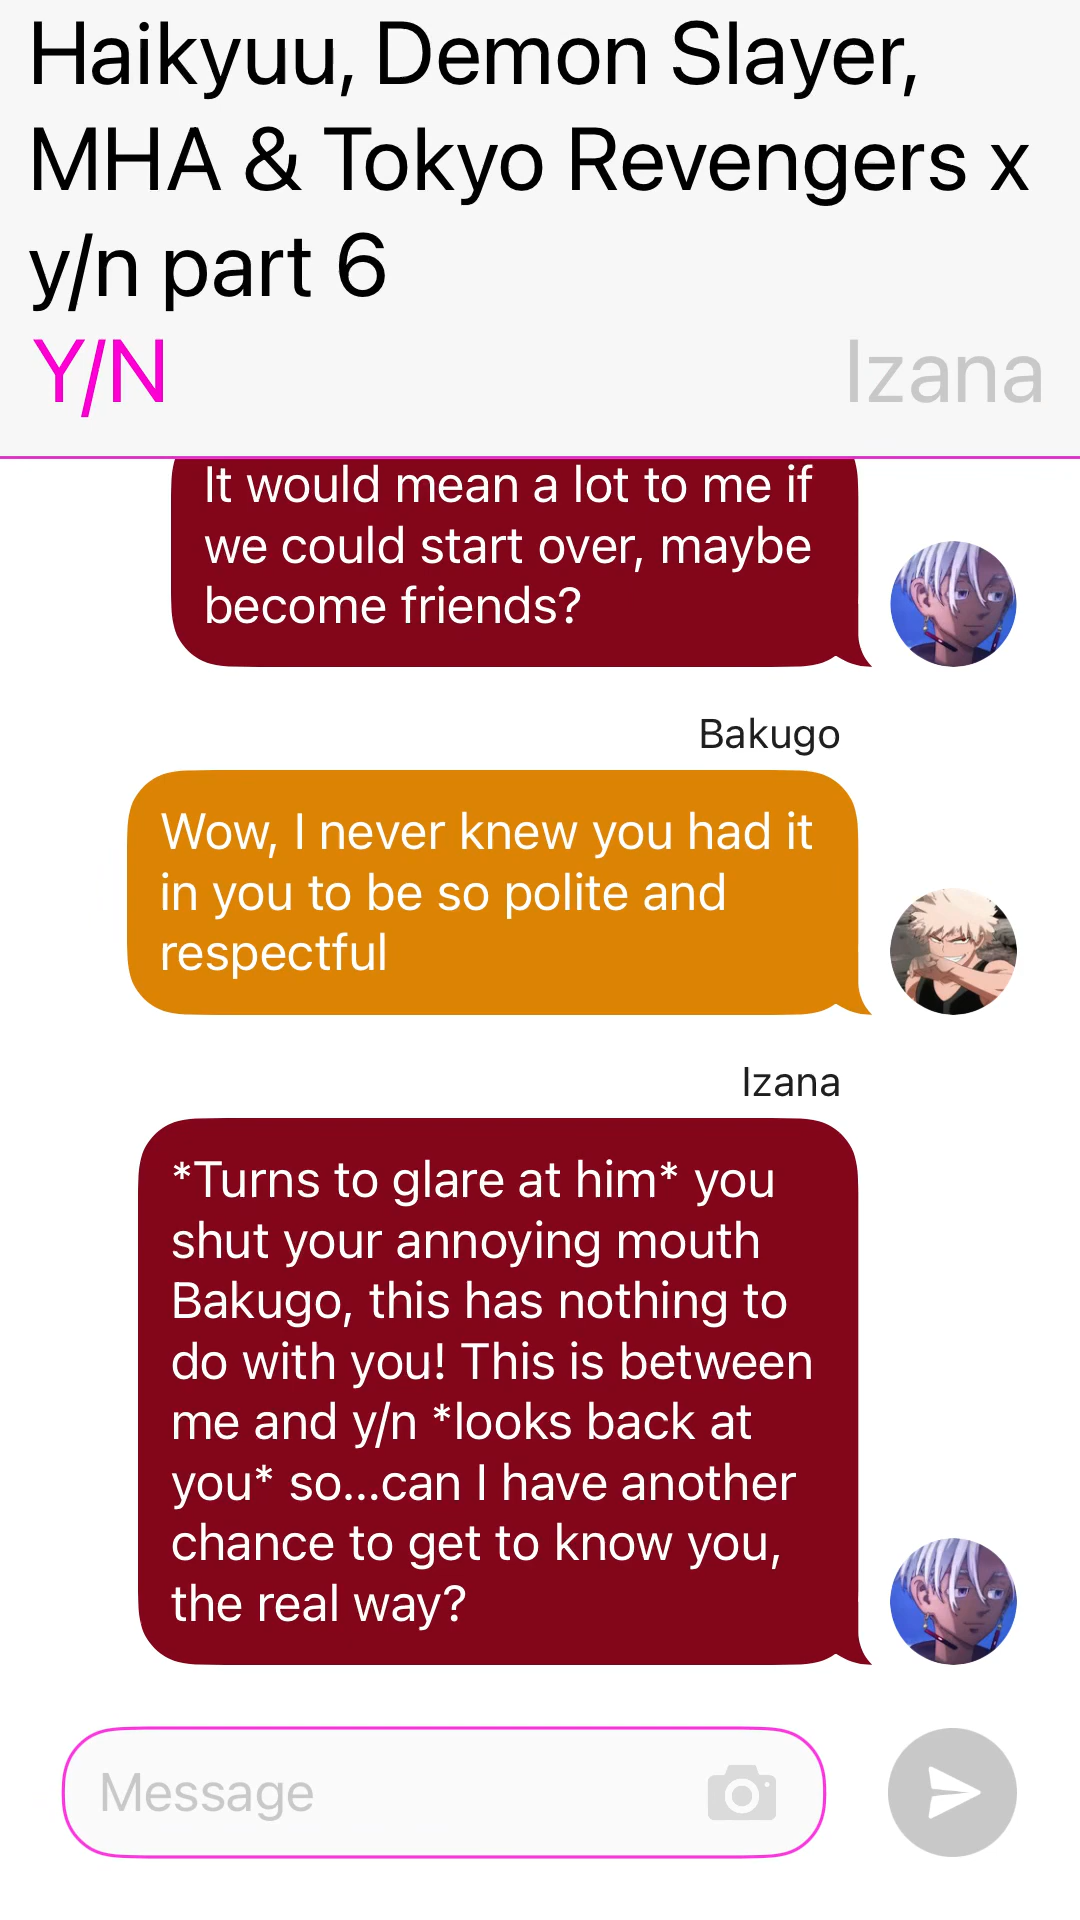 Haikyuu, Demon Slayer,
MHA & Tokyo Revengers x
y/n part 6
Y/N
Izana
It would mean a lot to me if
we could start over, maybe
become friends?
Bakugo
Wow, I never knew you had it
in you to be so polite and
respectful
Izana
*Turns to glare at him* you
shut your annoying mouth
Bakugo, this has nothing to
do with you! This is between
me and y/n *looks back at
you* so...can I have another
chance to get to know you,
the real way?
Message